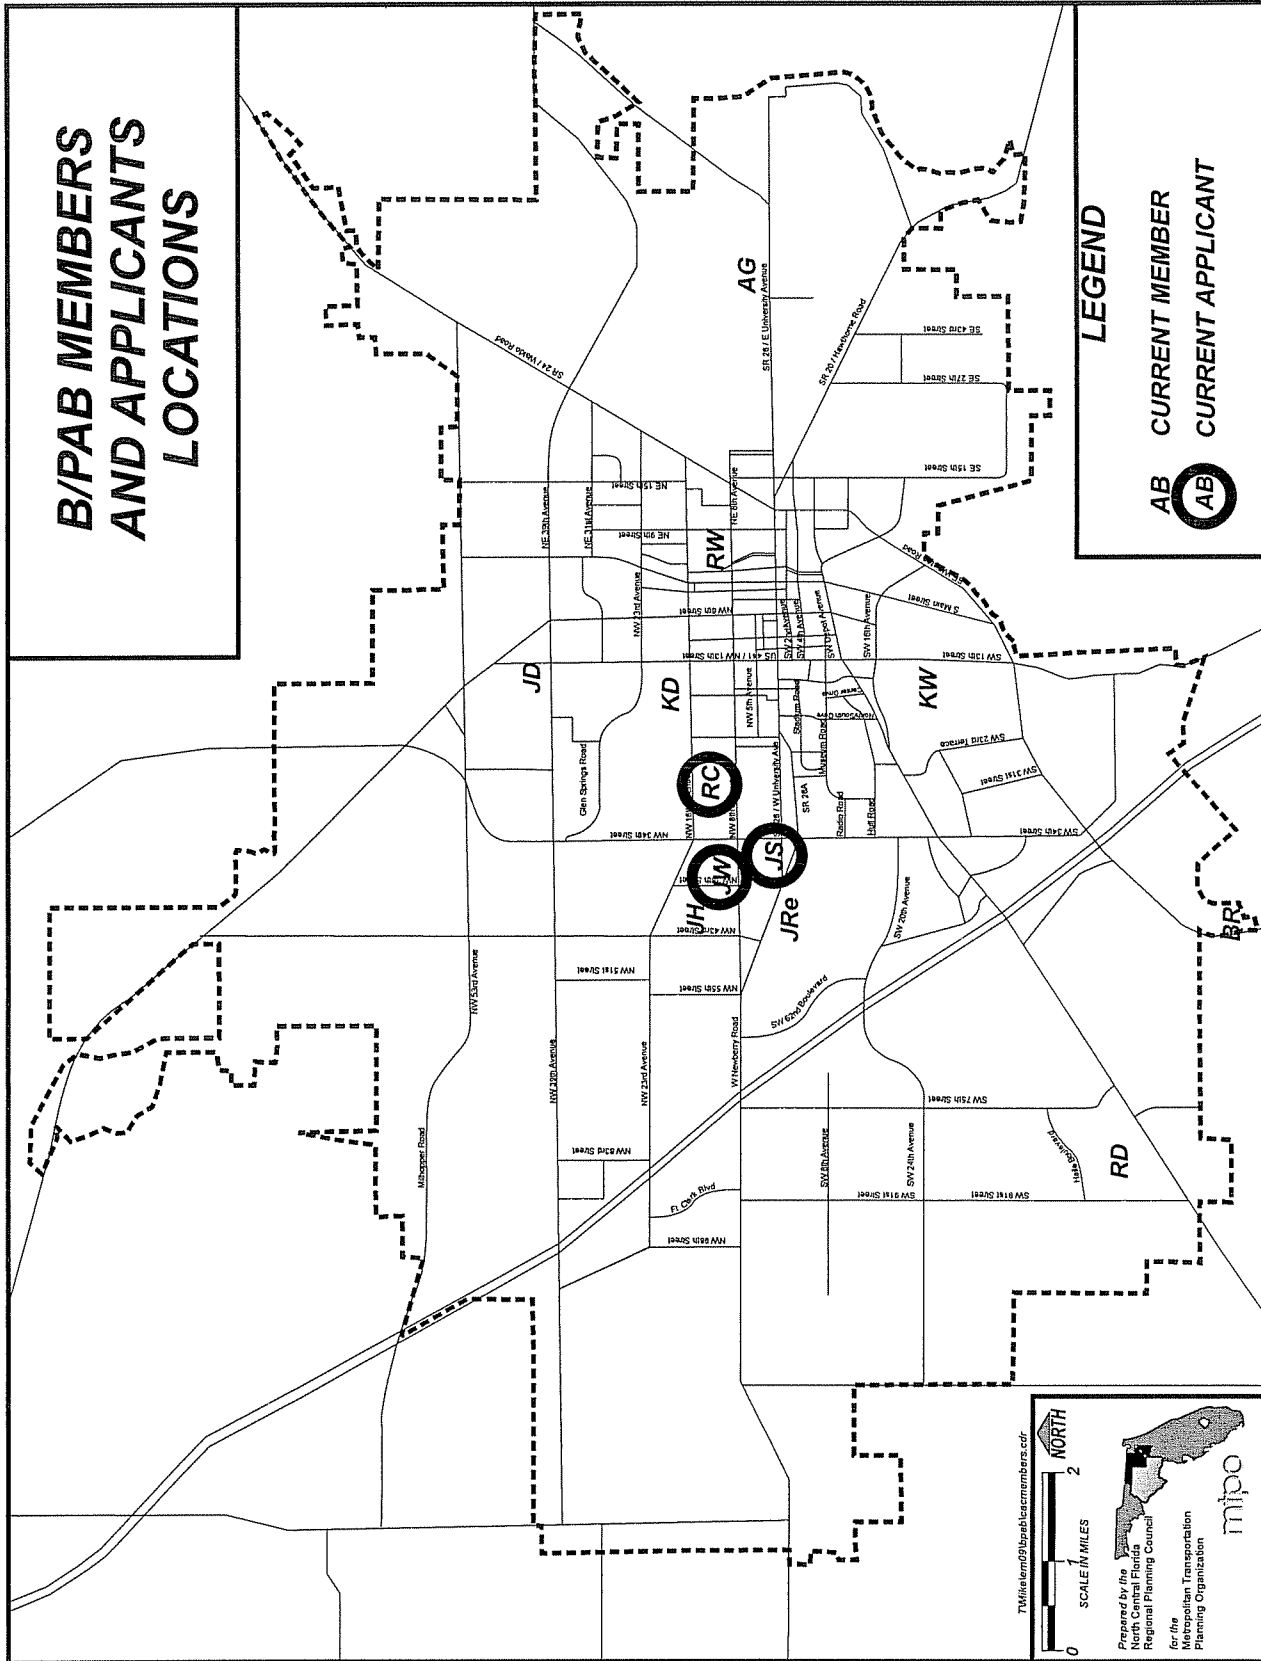 B/PAB MEMBERS
AND APPLICANTS
LOCATIONS
LEGEND
AB CURRENT MEMBER
AB CURRENT APPLICANT
AG
RW
JD
KD
KW
RC
JW
JS
JH
JRe
BR
RD
SR 24 / Waldo Road
SR 26 / E University Avenue
SR 20 / Hawthorne Road
SE 43rd Street
SE 27th Street
SE 15th Street
NE 15th Street
NE 9th Street
NE 39th Avenue
NE 31st Avenue
NE 8th Avenue
NW 23rd Avenue
NW 6th Street
US 441 / NW 13th Street
SW 2nd Avenue
SW 4th Avenue
SW Depot Avenue
SW 16th Avenue
S Main Street
SW 13th Street
NW 5th Avenue
Stadium Road
Museum Road
Center Drive
SR 26A
Radio Road
Hull Road
SW 23rd Terrace
SW 31st Street
SW 34th Street
Glen Springs Road
NW 34th Street
NW 43rd Street
SW 20th Avenue
NW 51st Street
NW 55th Street
SW 62nd Boulevard
NW 53rd Avenue
NW 39th Avenue
NW 23rd Avenue
W Newberry Road
Millhopper Road
NW 83rd Street
Ft. Clark Blvd
NW 98th Street
SW 8th Avenue
SW 24th Avenue
SW 75th Street
SW 91st Street
SW 91st Street
Haile Boulevard
NORTH
0 1 2
SCALE IN MILES
Prepared by the
North Central Florida
Regional Planning Council
for the
Metropolitan Transportation
Planning Organization
mtpo